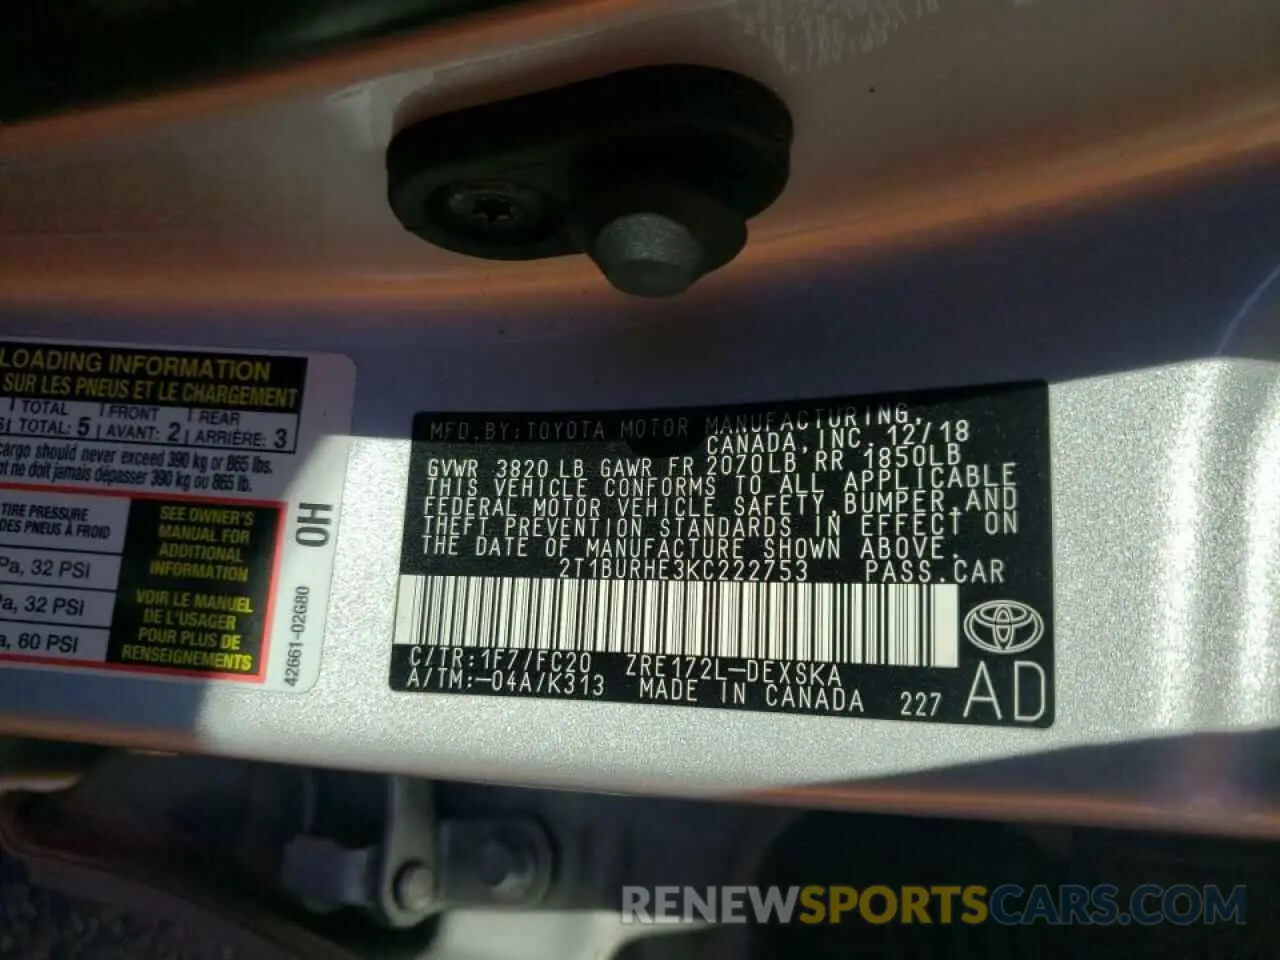 LOADING INFORMATION
SUR LES PNEUS ET LE CHARGEMENT
TOTAL FRONT REAR
TOTAL: 5 AVANT: 2 ARRIÈRE: 3
cargo should never exceed 390 kg or 865 lbs.
ne doit jamais dépasser 390 kg ou 865 lb.
TIRE PRESSURE
DES PNEUS À FROID
Pa, 32 PSI
a, 32 PSI
a, 60 PSI
SEE OWNER'S
MANUAL FOR
ADDITIONAL
INFORMATION
VOIR LE MANUEL
DE L'USAGER
POUR PLUS DE
RENSEIGNEMENTS
0H
42661-02G80
MFD.BY:TOYOTA MOTOR MANUFACTURING,
CANADA,INC. 12/18
GVWR 3820 LB GAWR FR 2070LB RR 1850LB
THIS VEHICLE CONFORMS TO ALL APPLICABLE
FEDERAL MOTOR VEHICLE SAFETY,BUMPER,AND
THEFT PREVENTION STANDARDS IN EFFECT ON
THE DATE OF MANUFACTURE SHOWN ABOVE.
2T1BURHE3KC222753 PASS.CAR
C/TR:1F7/FC20 ZRE172L-DEXSKA
A/TM:-04A/K313 MADE IN CANADA 227
AD
RENEWSPORTSCARS.COM